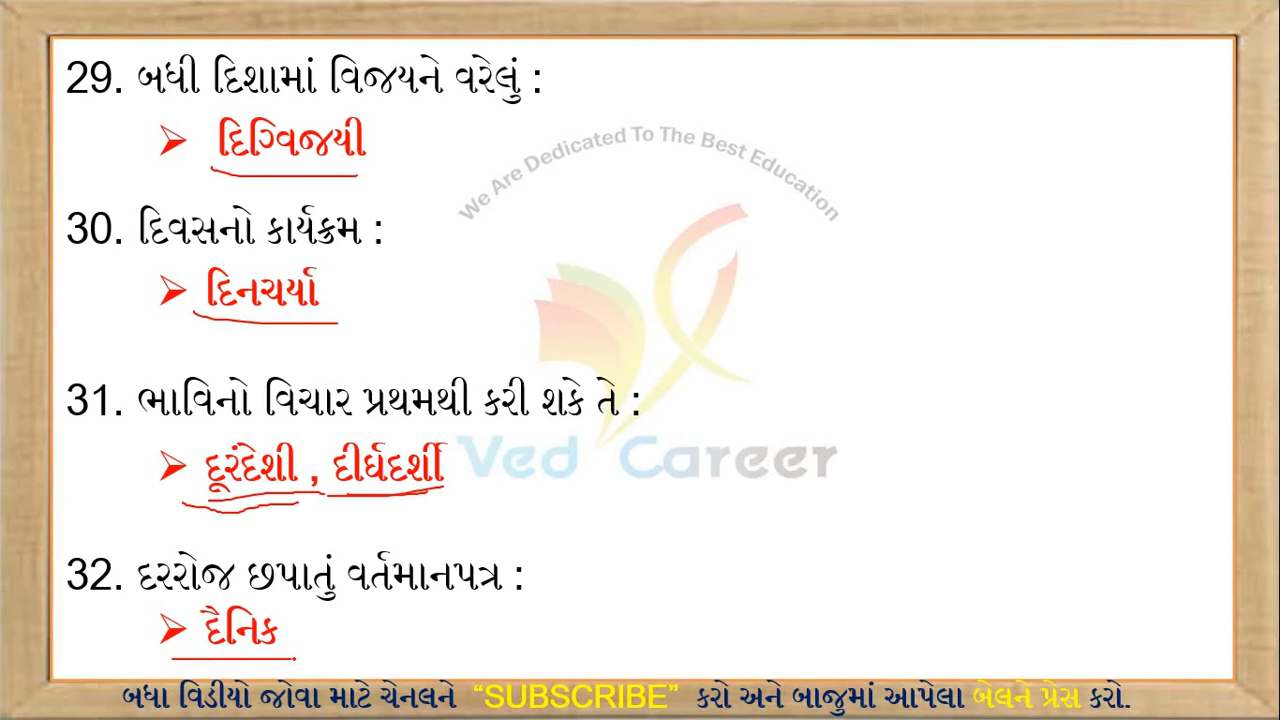 29. બધી દિશામાં વિજયને વરેલું :
➢ દિગ્વિજયી
We Are Dedicated To The Best Education
30. દિવસનો કાર્યક્રમ :
➢ દિનચર્યા
31. ભાવિનો વિચાર પ્રથમથી કરી શકે તે :
➢ દૂરંદેશી , દીર્ઘદર્શી
Ved Career
32. દરરોજ છપાતું વર્તમાનપત્ર :
➢ દૈનિક
બધા વિડીયો જોવા માટે ચેનલને “SUBSCRIBE” કરો અને બાજુમાં આપેલા બેલને પ્રેસ કરો.